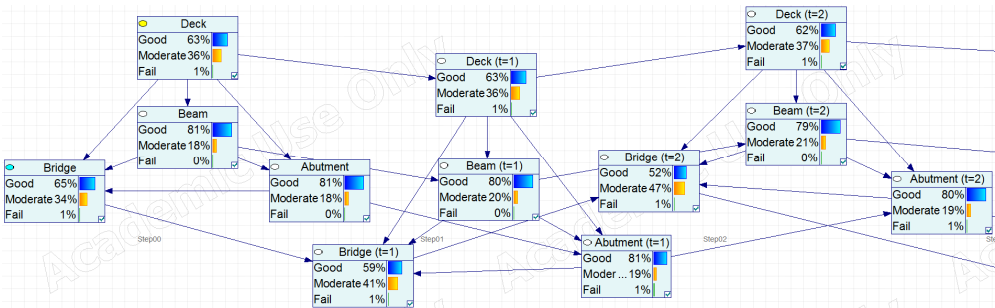 Deck
Good 63%
Moderate 36%
Fail 1%
Beam
Good 81%
Moderate 18%
Fail 0%
Bridge
Good 65%
Moderate 34%
Fail 1%
Abutment
Good 81%
Moderate 18%
Fail 0%
Step00
Deck (t=1)
Good 63%
Moderate 36%
Fail 1%
Beam (t=1)
Good 80%
Moderate 20%
Fail 0%
Bridge (t=1)
Good 59%
Moderate 41%
Fail 1%
Abutment (t=1)
Good 81%
Moder ... 19%
Fail 1%
Step01
Deck (t=2)
Good 62%
Moderate 37%
Fail 1%
Beam (t=2)
Good 79%
Moderate 21%
Fail 0%
Bridge (t=2)
Good 52%
Moderate 47%
Fail 1%
Abutment (t=2)
Good 80%
Moderate 19%
Fail 1%
Step02
Academic Use Only